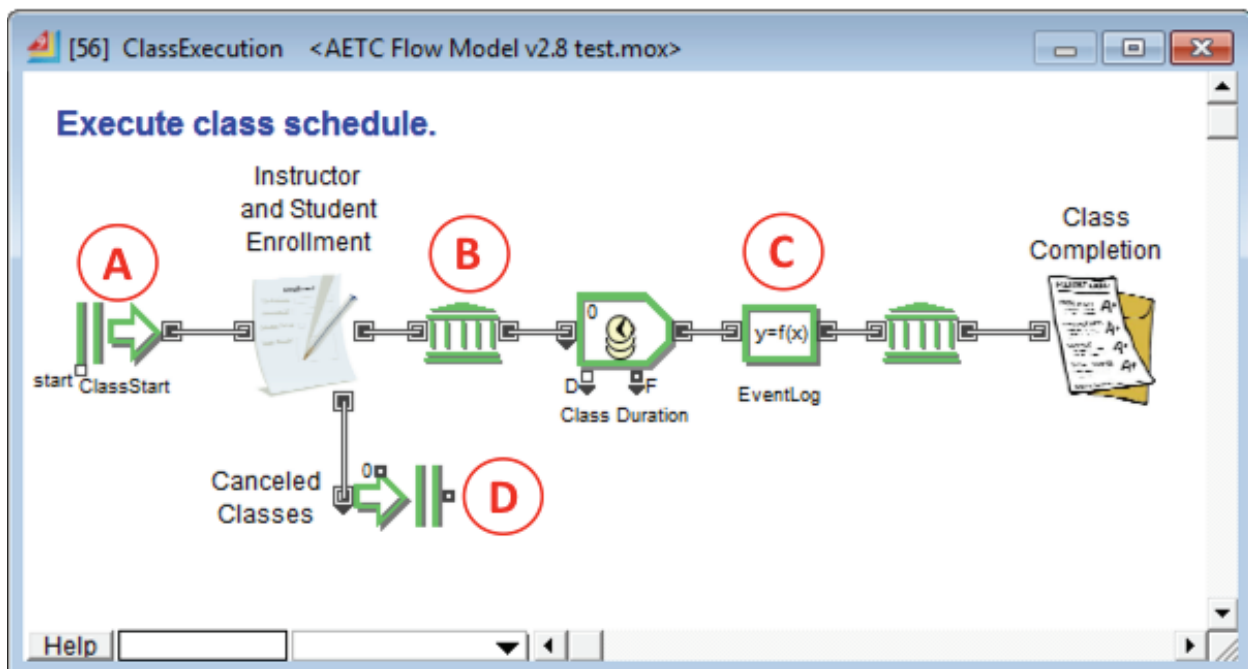 [56] ClassExecution <AETC Flow Model v2.8 test.mox>
Execute class schedule.
Instructor
and Student
Enrollment
Class
Completion
A
B
C
0
y=f(x)
start
ClassStart
D
F
EventLog
Class Duration
Canceled
Classes
0
D
Help